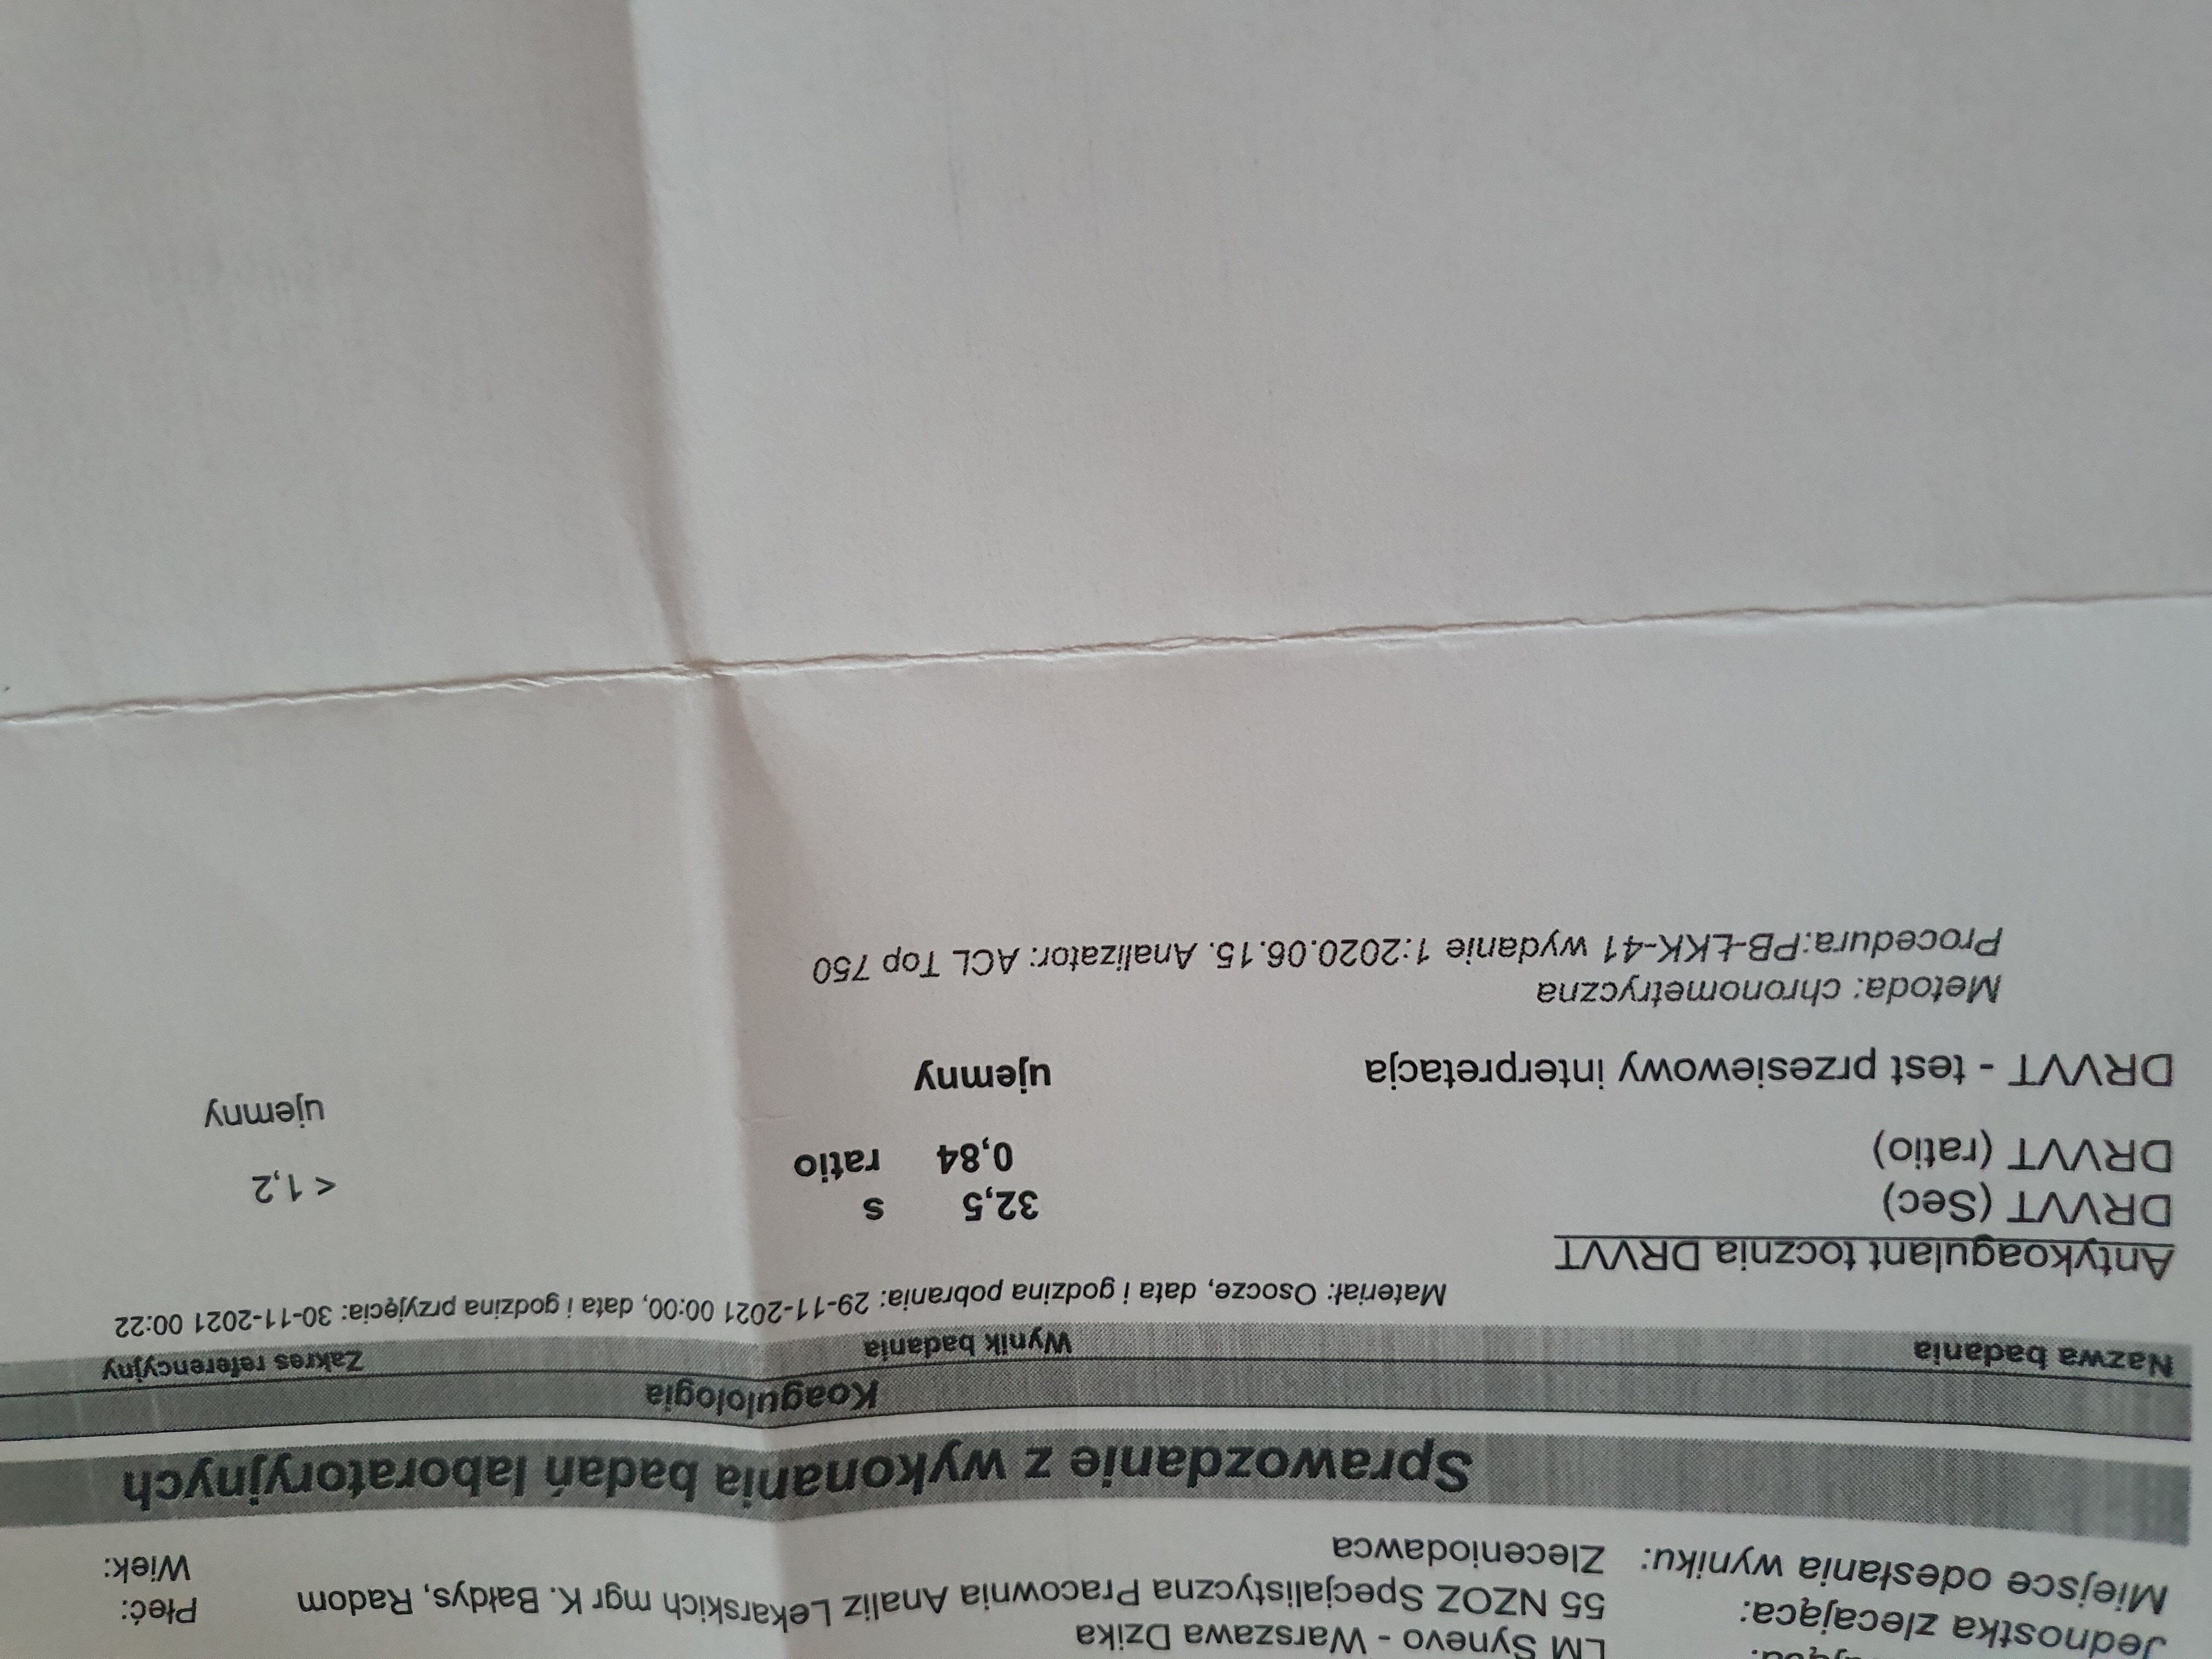 LM Synevo - Warszawa Dzika
Jednostka zlecająca: 55 NZOZ Specjalistyczna Pracownia Analiz Lekarskich mgr K. Bałdys, Radom Płeć:
Miejsce odesłania wyniku: Zleceniodawca Wiek:
Sprawozdanie z wykonania badań laboratoryjnych
Koagulologia
Nazwa badania Wynik badania Zakres referencyjny
Materiał: Osocze, data i godzina pobrania: 29-11-2021 00:00, data i godzina przyjęcia: 30-11-2021 00:22
Antykoagulant tocznia DRVVT
DRVVT (Sec) 32,5 s
DRVVT (ratio) 0,84 ratio < 1,2
DRVVT - test przesiewowy interpretacja ujemny ujemny
Metoda: chronometryczna
Procedura:PB-ŁKK-41 wydanie 1:2020.06.15. Analizator: ACL Top 750